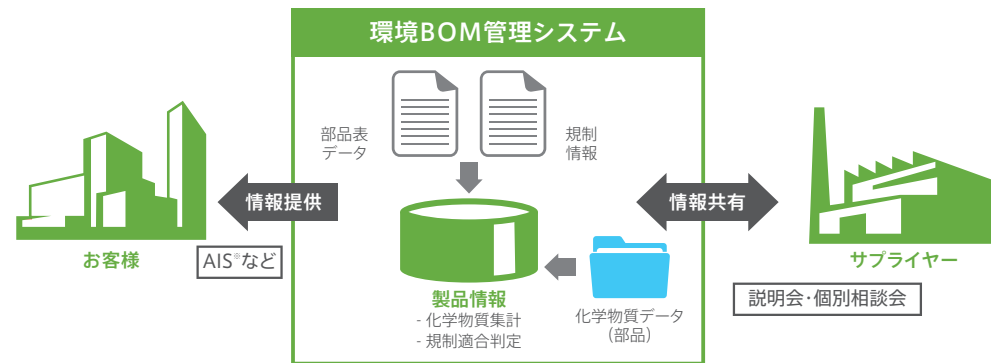 環境BOM管理システム
部品表
データ
規制
情報
情報提供
情報共有
お客様
AIS※など
製品情報
- 化学物質集計
- 規制適合判定
化学物質データ
(部品)
サプライヤー
説明会・個別相談会